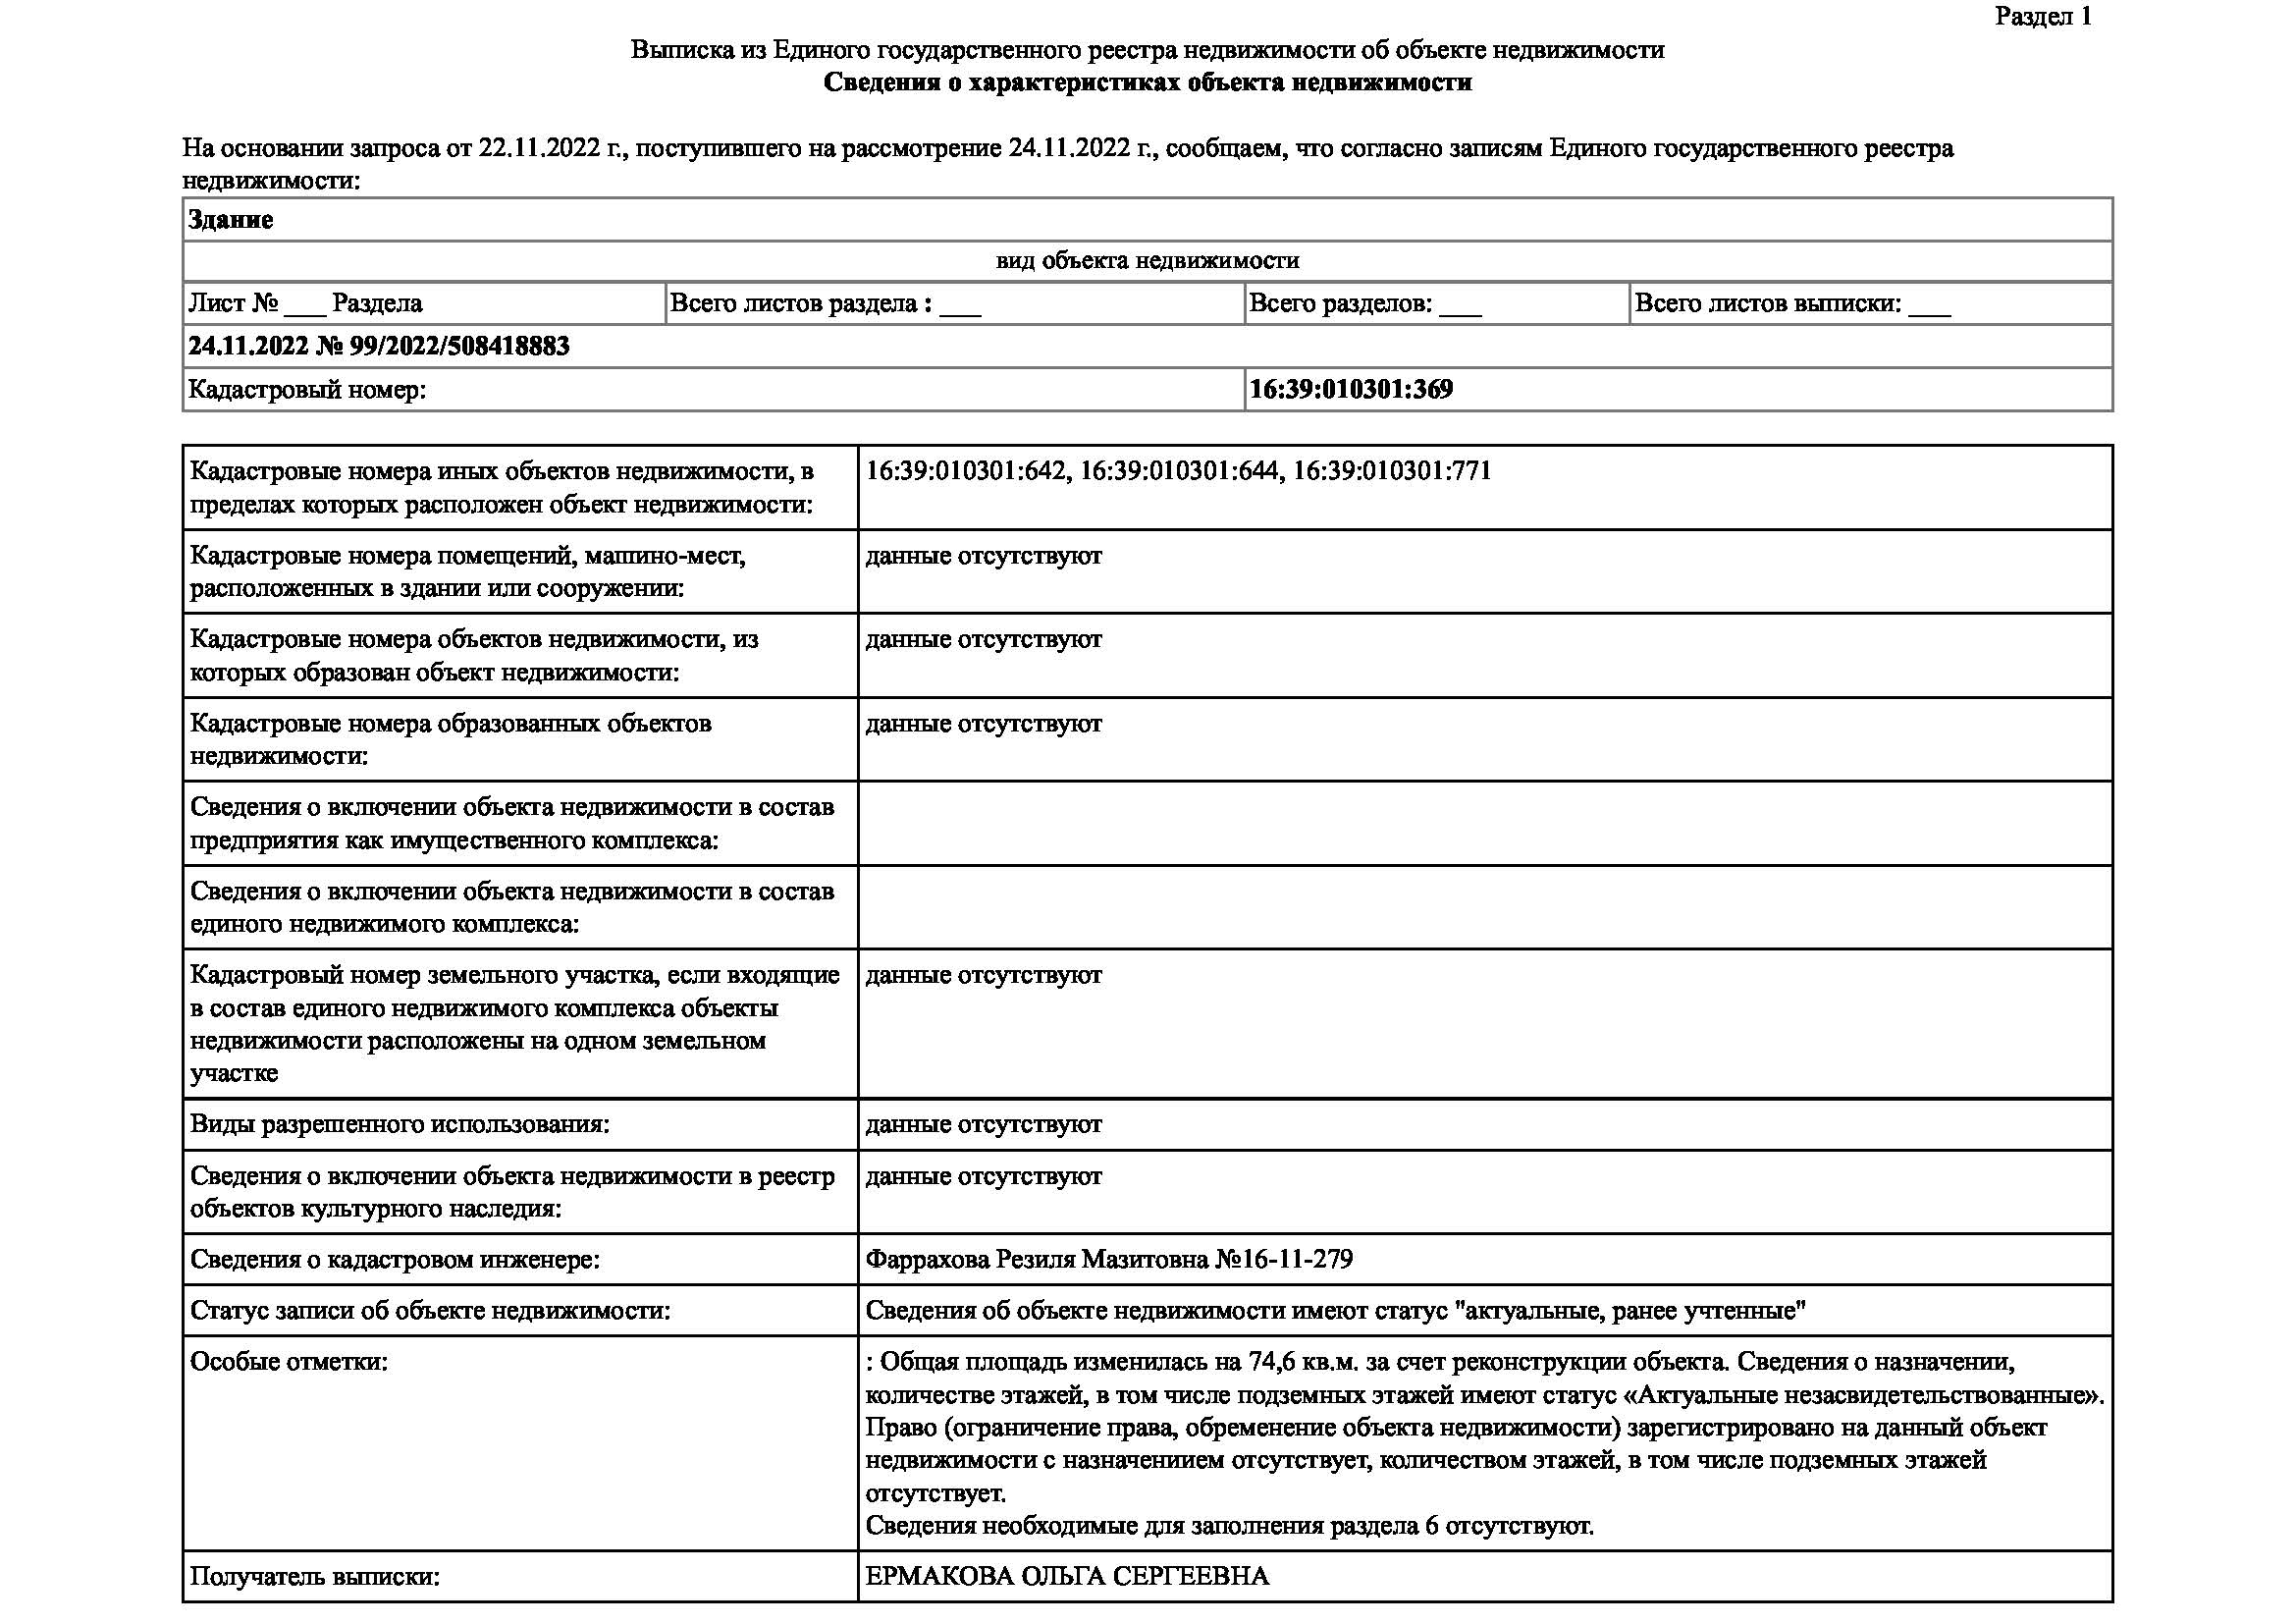 Раздел 1
Выписка из Единого государственного реестра недвижимости об объекте недвижимости
Сведения о характеристиках объекта недвижимости
На основании запроса от 22.11.2022 г., поступившего на рассмотрение 24.11.2022 г., сообщаем, что согласно записям Единого государственного реестра
недвижимости:
Здание
вид объекта недвижимости
Лист № ___ Раздела Всего листов раздела : ___ Всего разделов: ___ Всего листов выписки: ___
24.11.2022 № 99/2022/508418883
Кадастровый номер: 16:39:010301:369
Кадастровые номера иных объектов недвижимости, в 16:39:010301:642, 16:39:010301:644, 16:39:010301:771
пределах которых расположен объект недвижимости:
Кадастровые номера помещений, машино-мест, данные отсутствуют
расположенных в здании или сооружении:
Кадастровые номера объектов недвижимости, из данные отсутствуют
которых образован объект недвижимости:
Кадастровые номера образованных объектов данные отсутствуют
недвижимости:
Сведения о включении объекта недвижимости в состав
предприятия как имущественного комплекса:
Сведения о включении объекта недвижимости в состав
единого недвижимого комплекса:
Кадастровый номер земельного участка, если входящие данные отсутствуют
в состав единого недвижимого комплекса объекты
недвижимости расположены на одном земельном
участке
Виды разрешенного использования: данные отсутствуют
Сведения о включении объекта недвижимости в реестр данные отсутствуют
объектов культурного наследия:
Сведения о кадастровом инженере: Фаррахова Резиля Мазитовна №16-11-279
Статус записи об объекте недвижимости: Сведения об объекте недвижимости имеют статус "актуальные, ранее учтенные"
Особые отметки: : Общая площадь изменилась на 74,6 кв.м. за счет реконструкции объекта. Сведения о назначении,
количестве этажей, в том числе подземных этажей имеют статус «Актуальные незасвидетельствованные».
Право (ограничение права, обременение объекта недвижимости) зарегистрировано на данный объект
недвижимости с назначениием отсутствует, количеством этажей, в том числе подземных этажей
отсутствует.
Сведения необходимые для заполнения раздела 6 отсутствуют.
Получатель выписки: ЕРМАКОВА ОЛЬГА СЕРГЕЕВНА